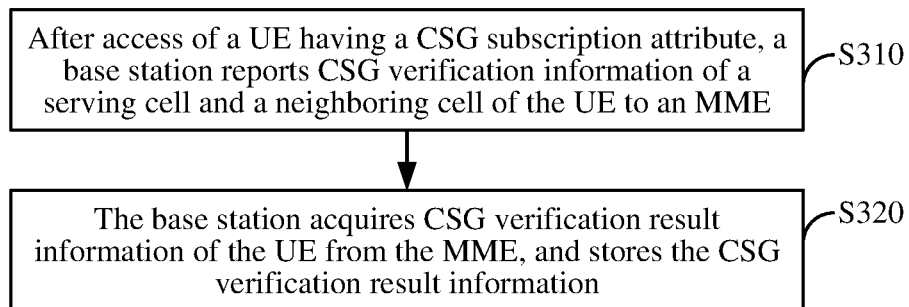 After access of a UE having a CSG subscription attribute, a
base station reports CSG verification information of a
serving cell and a neighboring cell of the UE to an MME
S310
The base station acquires CSG verification result
information of the UE from the MME, and stores the CSG
verification result information
S320